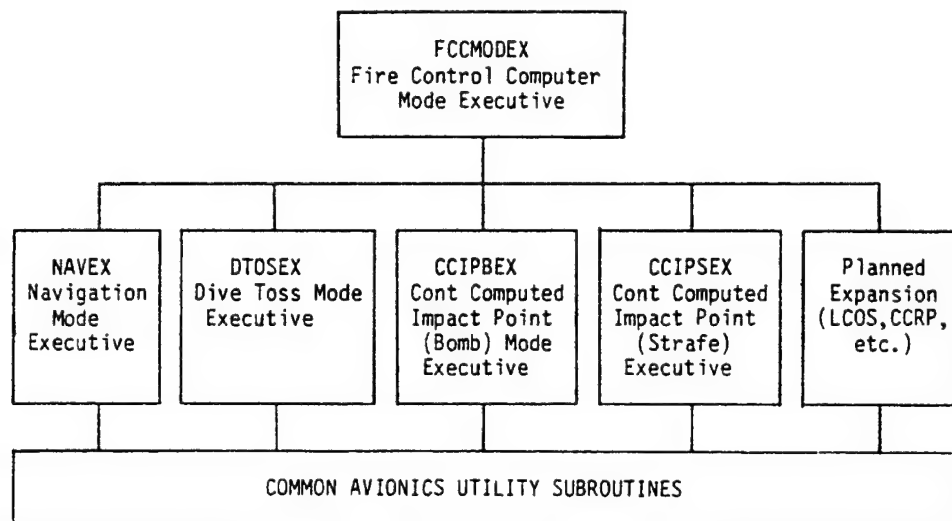 FCCMODEX
Fire Control Computer
Mode Executive
NAVEX
Navigation
Mode
Executive
DTOSEX
Dive Toss Mode
Executive
CCIPBEX
Cont Computed
Impact Point
(Bomb) Mode
Executive
CCIPSEX
Cont Computed
Impact Point
(Strafe)
Executive
Planned
Expansion
(LCOS,CCRP,
etc.)
COMMON AVIONICS UTILITY SUBROUTINES